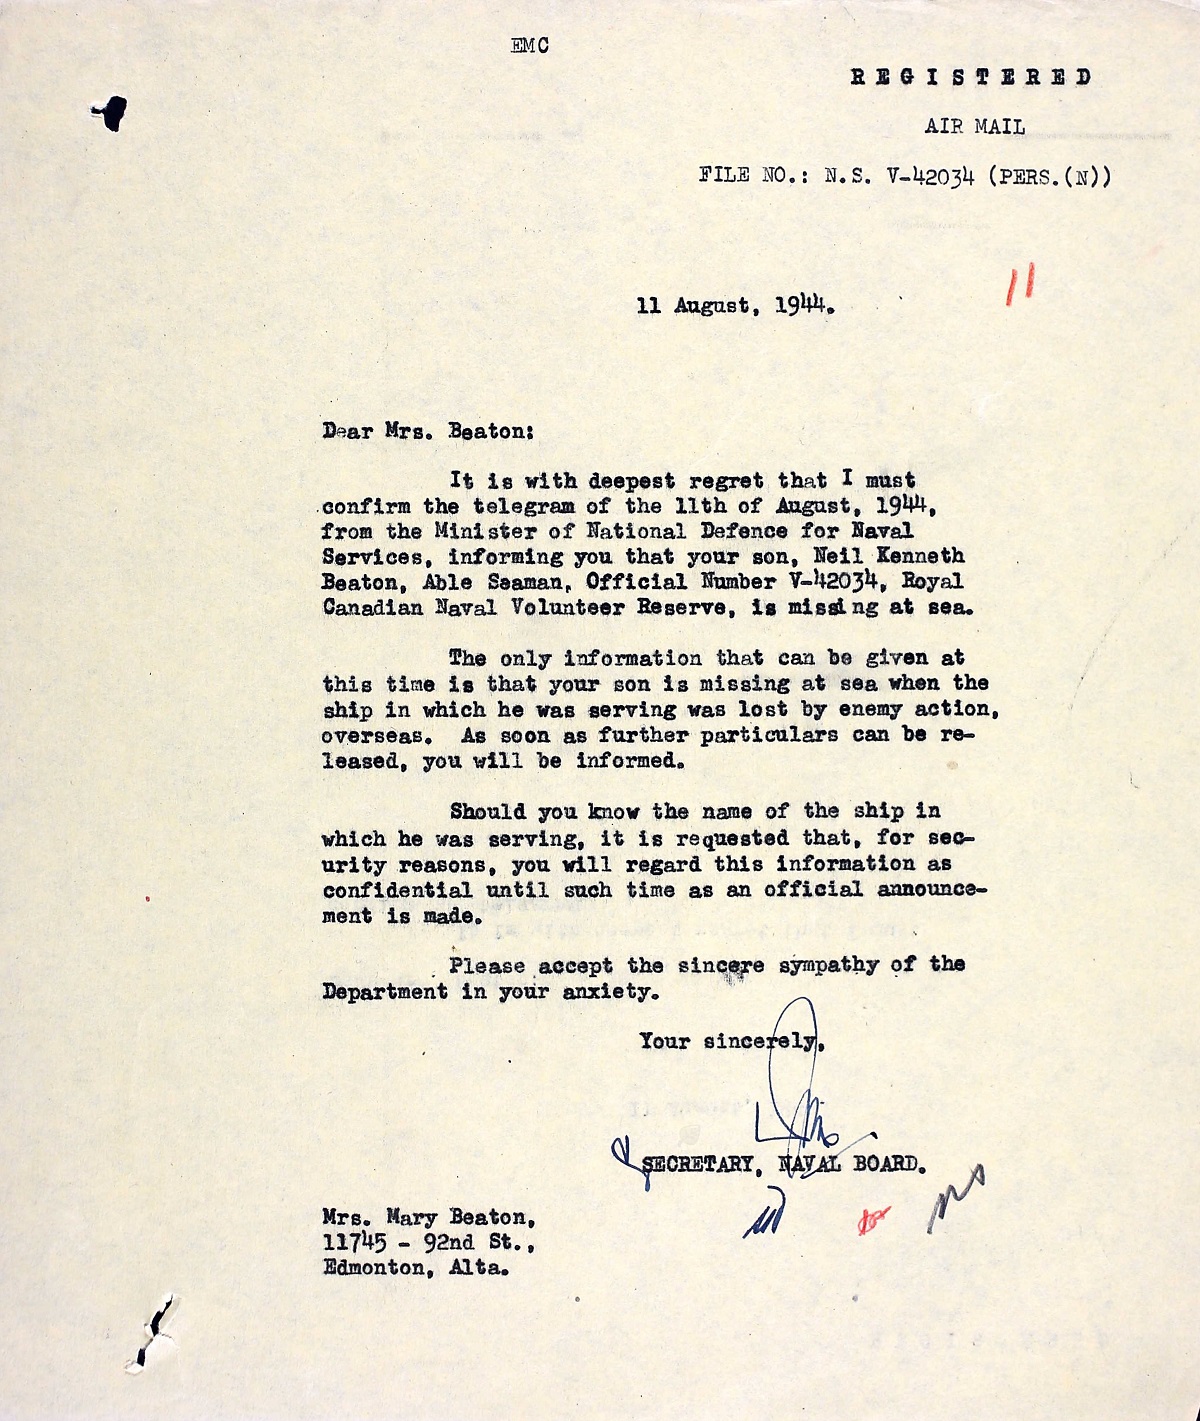 EMC
REGISTERED
AIR MAIL
FILE NO.: N.S. V-42034 (PERS.(N))
11
11 August, 1944.
Dear Mrs. Beaton:
It is with deepest regret that I must
confirm the telegram of the 11th of August, 1944,
from the Minister of National Defence for Naval
Services, informing you that your son, Neil Kenneth
Beaton, Able Seaman, Official Number V-42034, Royal
Canadian Naval Volunteer Reserve, is missing at sea.
The only information that can be given at
this time is that your son is missing at sea when the
ship in which he was serving was lost by enemy action,
overseas. As soon as further particulars can be re-
leased, you will be informed.
Should you know the name of the ship in
which he was serving, it is requested that, for sec-
urity reasons, you will regard this information as
confidential until such time as an official announce-
ment is made.
Please accept the sincere sympathy of the
Department in your anxiety.
Your sincerely,
SECRETARY, NAVAL BOARD.
Mrs. Mary Beaton,
11745 - 92nd St.,
Edmonton, Alta.